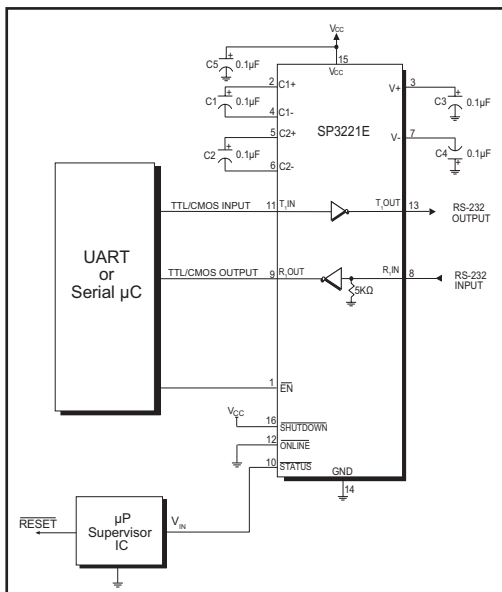 VCC
15
VCC
C5 + 0.1µF
2 C1+
V+ 3
C1 + 0.1µF
C3 + 0.1µF
4 C1-
SP3221E
5 C2+
V- 7
C2 + 0.1µF
C4 0.1µF +
6 C2-
TTL/CMOS INPUT 11 T1IN T1OUT 13 RS-232 OUTPUT
UART
or
Serial µC
TTL/CMOS OUTPUT 9 R1OUT R1IN 8 RS-232 INPUT
5KΩ
1 EN
VCC
16 SHUTDOWN
12 ONLINE
10 STATUS
GND
14
RESET
µP
Supervisor
IC
VIN